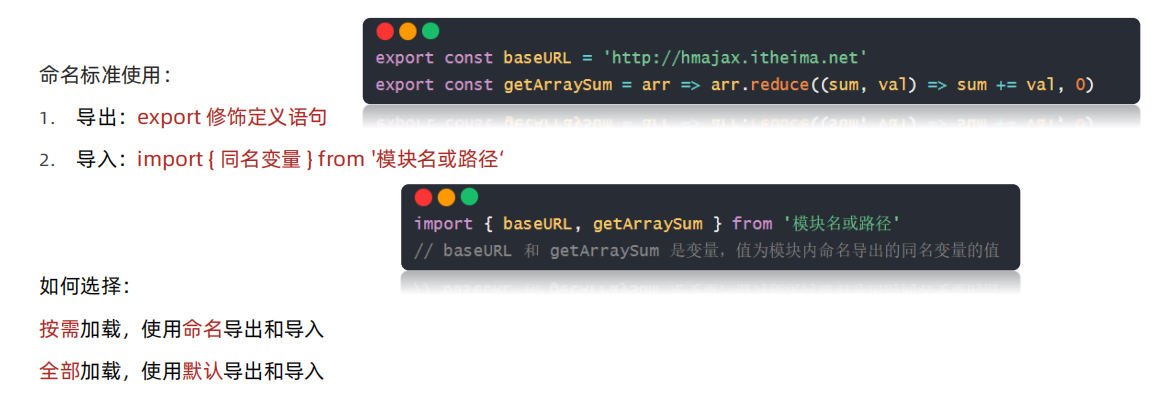 export const baseURL = 'http://hmajax.itheima.net'
export const getArraySum = arr => arr.reduce((sum, val) => sum += val, 0)
命名标准使用：
1. 导出：export 修饰定义语句
2. 导入：import { 同名变量 } from '模块名或路径‘
import { baseURL, getArraySum } from '模块名或路径'
// baseURL 和 getArraySum 是变量，值为模块内命名导出的同名变量的值
如何选择：
按需加载，使用命名导出和导入
全部加载，使用默认导出和导入